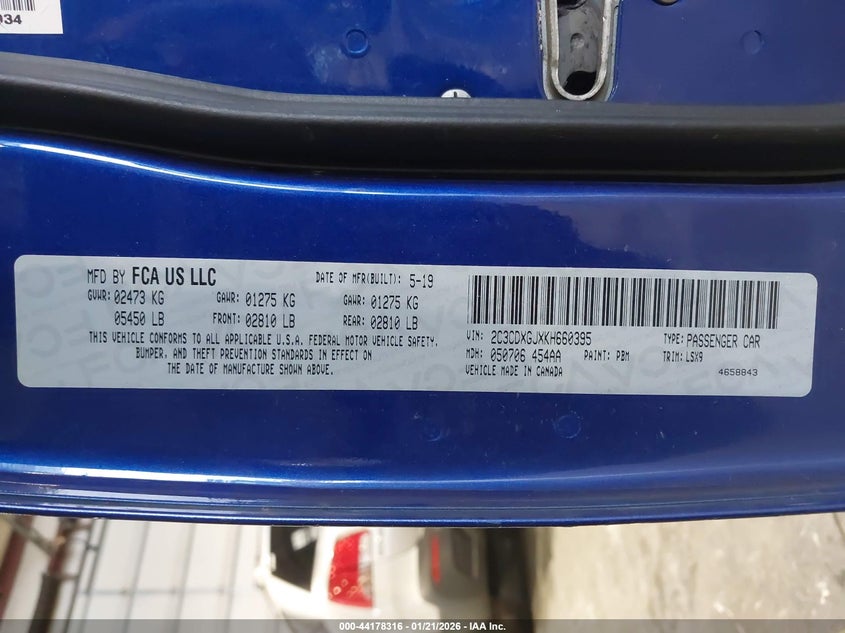 934
MFD BY FCA US LLC DATE OF MFR(BUILT): 5-19
GVWR: 02473 KG GAWR: 01275 KG GAWR: 01275 KG
05450 LB FRONT: 02810 LB REAR: 02810 LB
THIS VEHICLE CONFORMS TO ALL APPLICABLE U.S.A. FEDERAL MOTOR VEHICLE SAFETY,
BUMPER, AND THEFT PREVENTION STANDARDS IN EFFECT ON
THE DATE OF MANUFACTURE SHOWN ABOVE.
VIN: 2C3CDXGJXKH660395 TYPE: PASSENGER CAR
MDH: 050706 454AA PAINT: PBM TRIM: LSK9
VEHICLE MADE IN CANADA 4658843
000-44178316 - 01/21/2026 - IAA Inc.